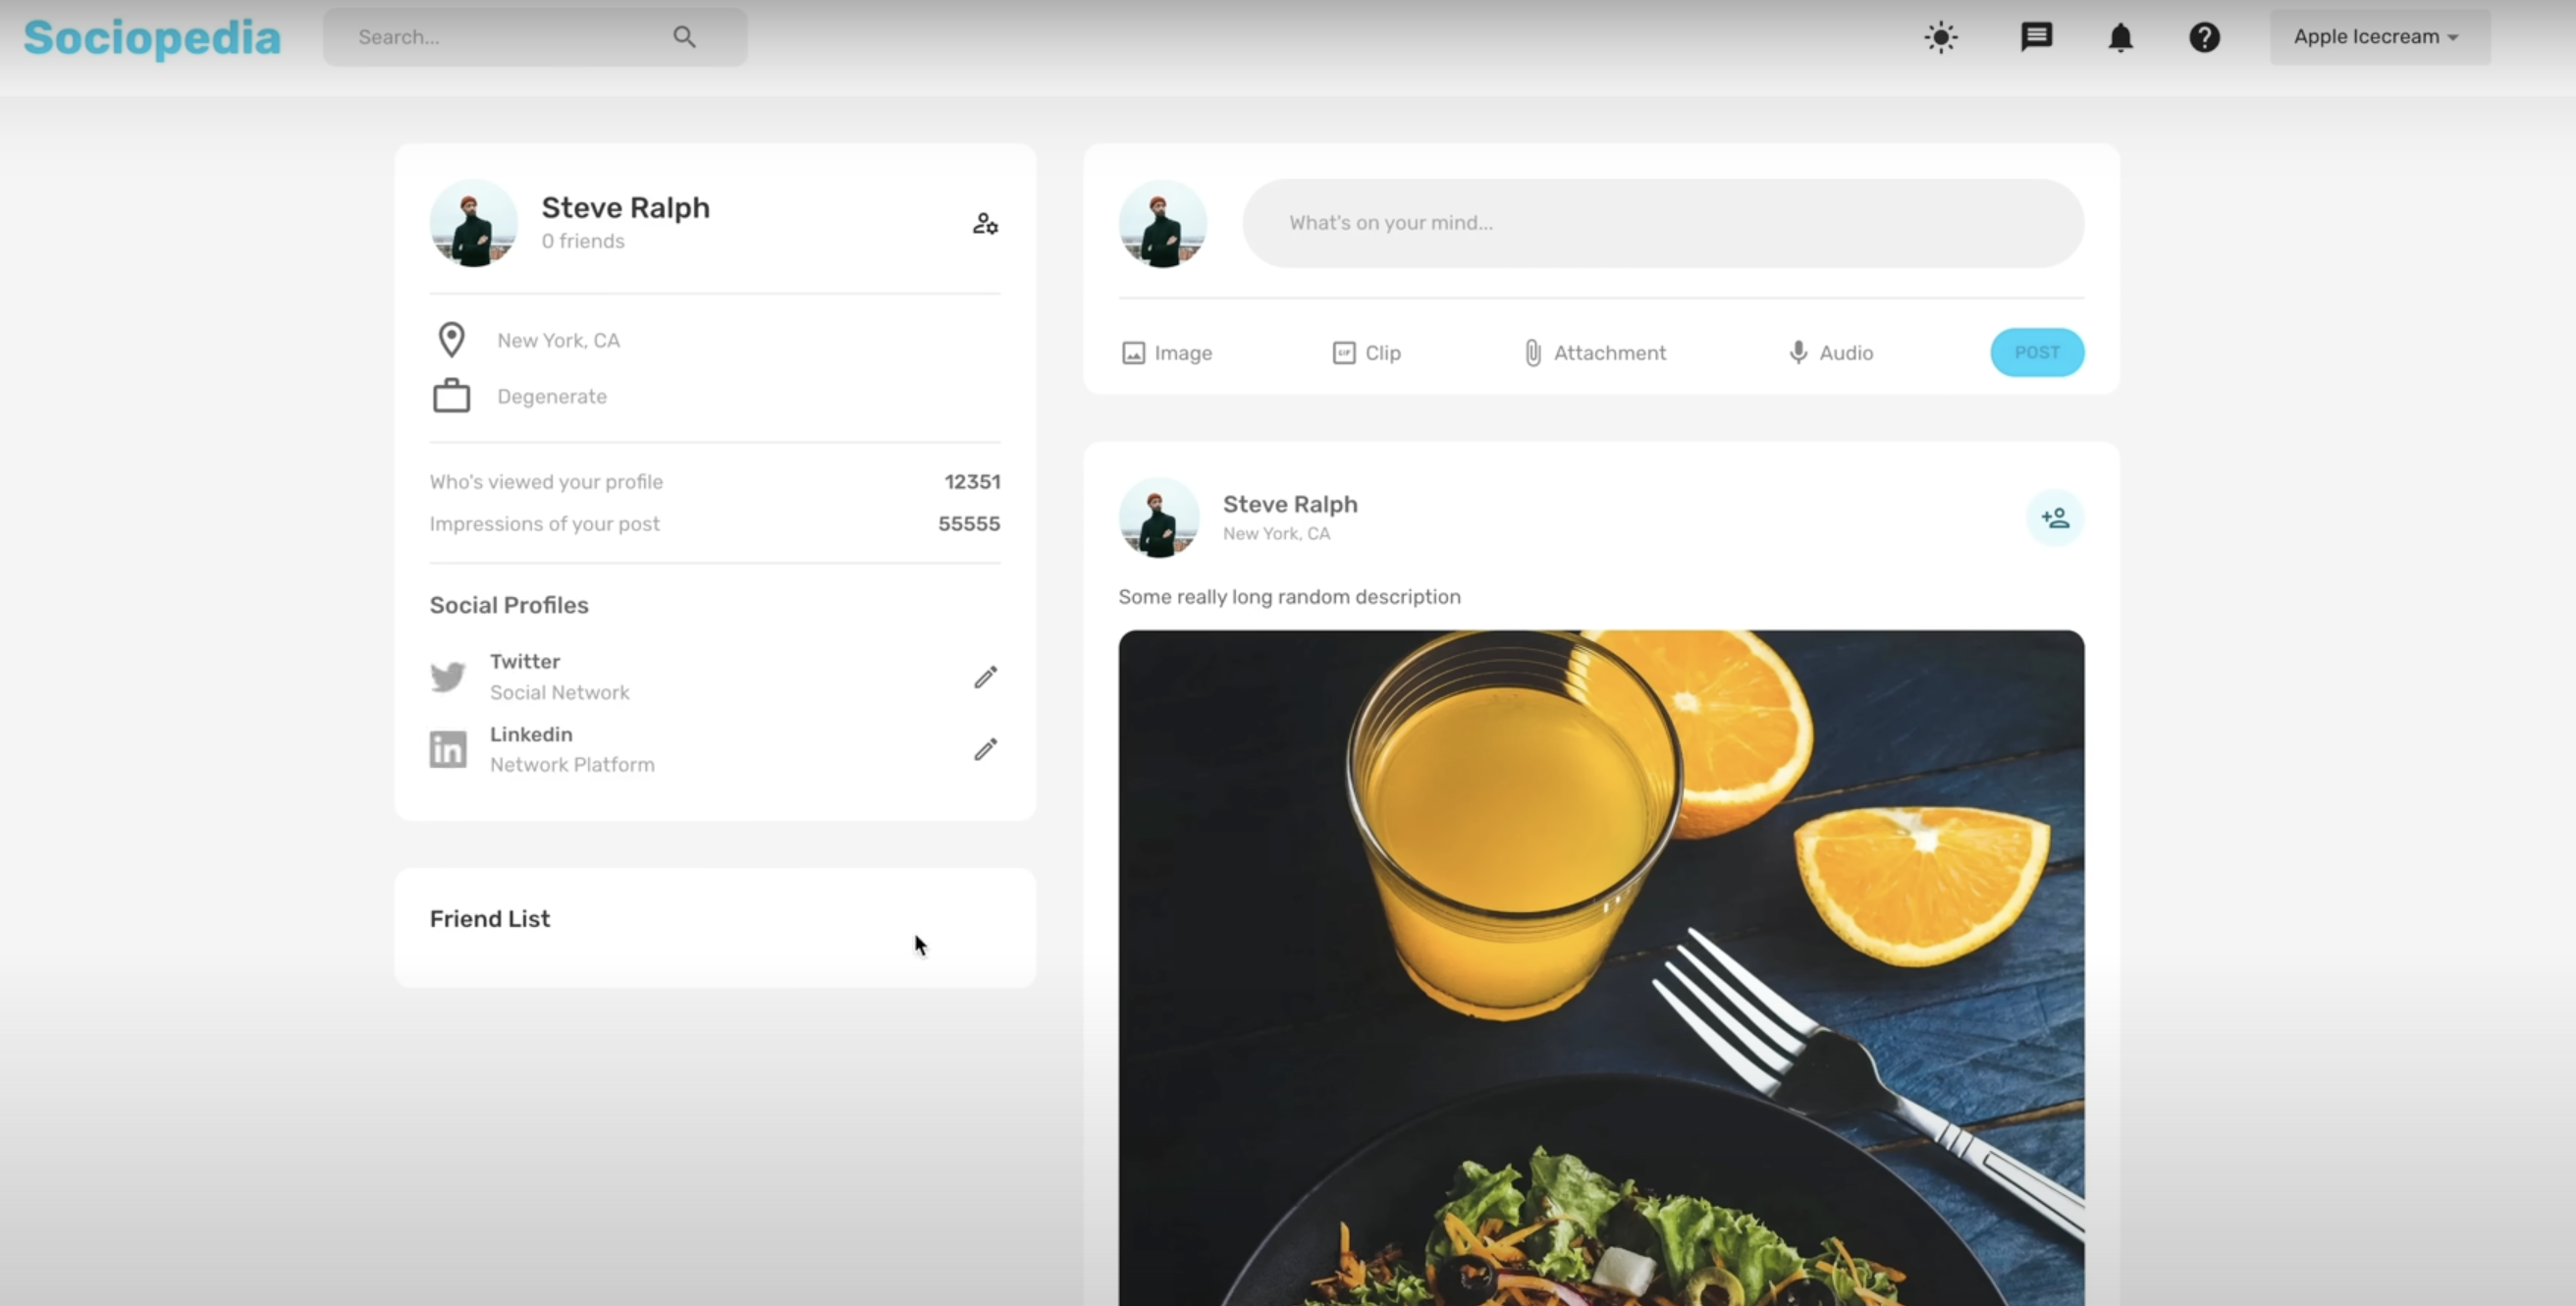 Sociopedia
Search...
Apple Icecream
Steve Ralph
0 friends
New York, CA
Degenerate
Who's viewed your profile 12351
Impressions of your post 55555
Social Profiles
Twitter
Social Network
Linkedin
Network Platform
Friend List
What's on your mind...
Image
GIF
Clip
Attachment
Audio
POST
Steve Ralph
New York, CA
Some really long random description